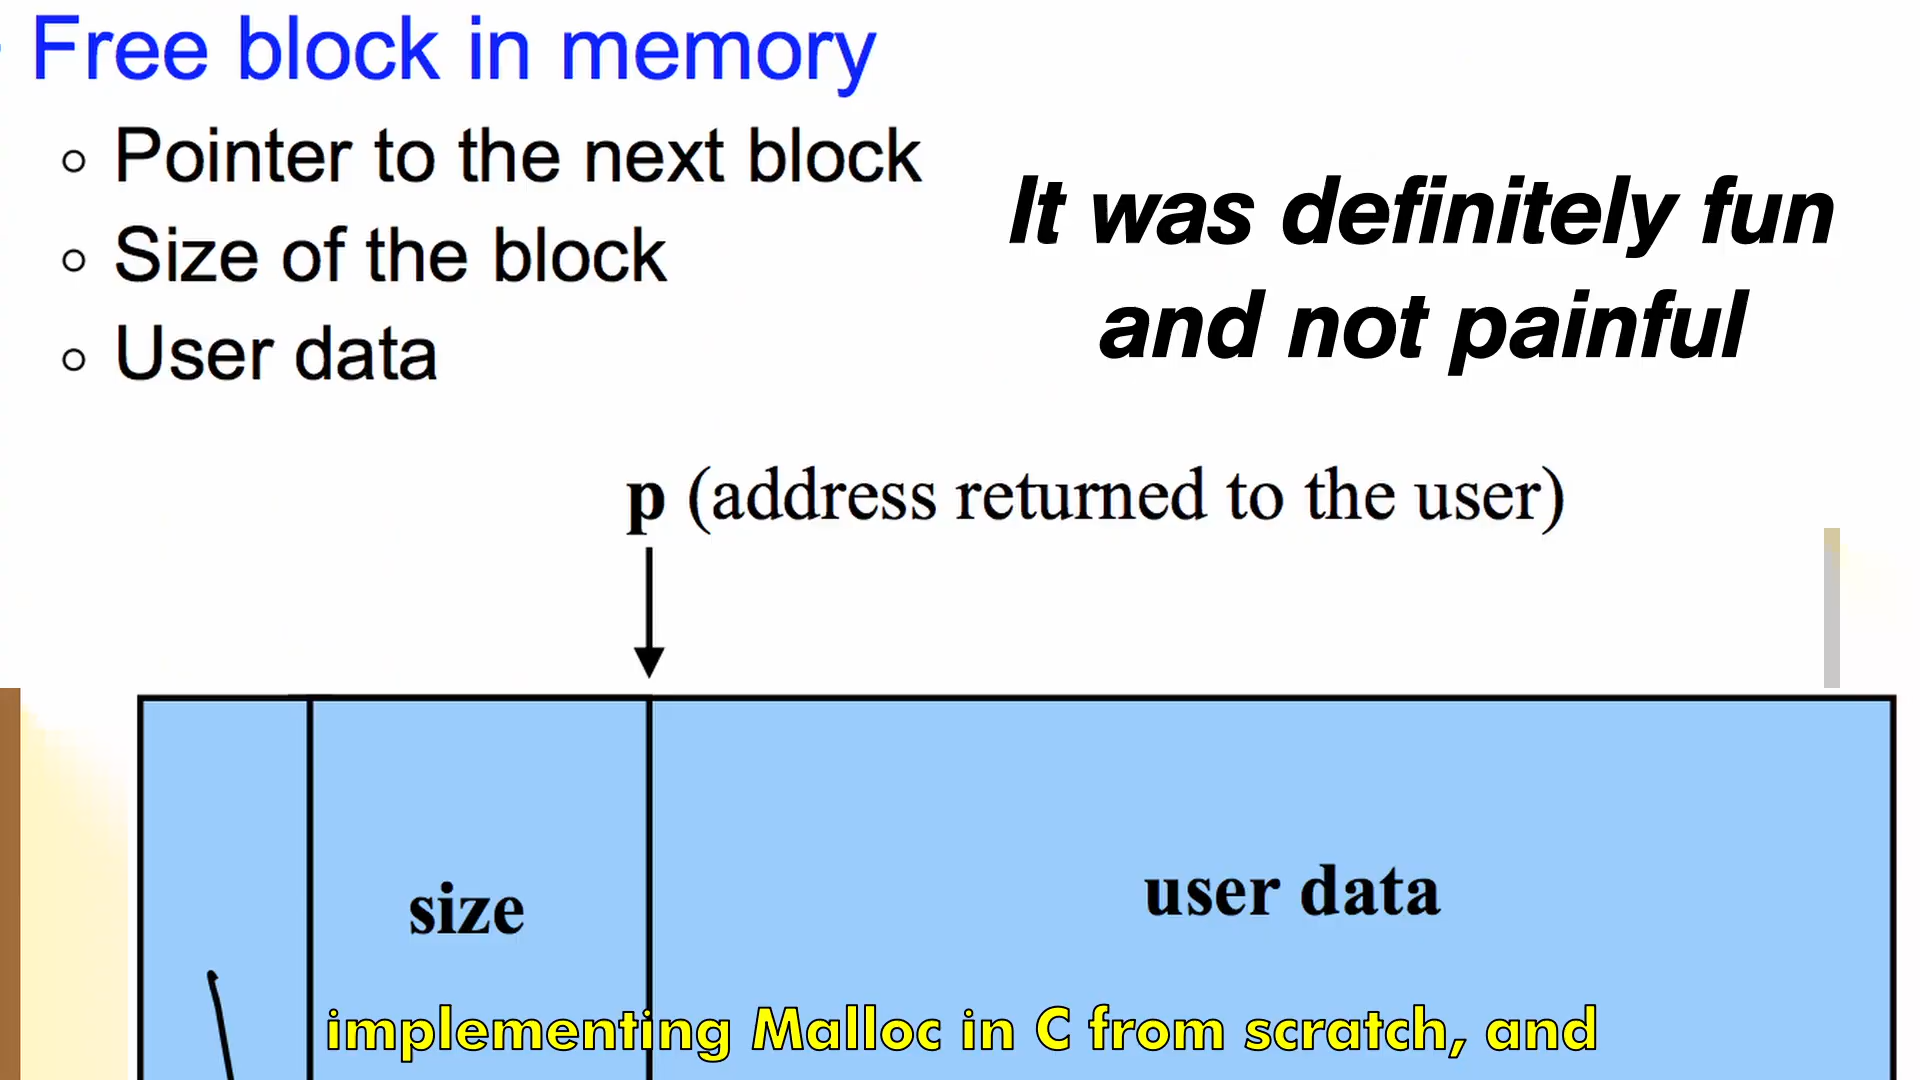 Free block in memory
Pointer to the next block
Size of the block
User data
It was definitely fun
and not painful
p (address returned to the user)
size
user data
implementing Malloc in C from scratch, and